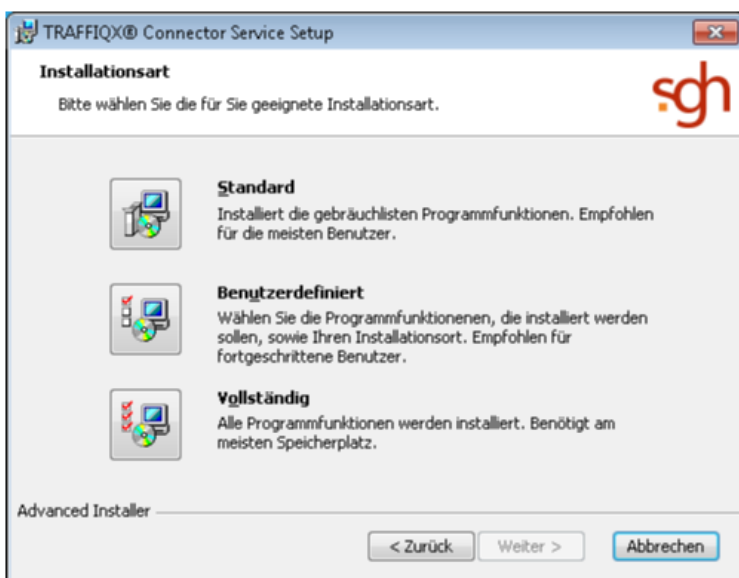 TRAFFIQX® Connector Service Setup
Installationsart
Bitte wählen Sie die für Sie geeignete Installationsart.
sgh
Standard
Installiert die gebräuchlisten Programmfunktionen. Empfohlen
für die meisten Benutzer.
Benutzerdefiniert
Wählen Sie die Programmfunktionenen, die installiert werden
sollen, sowie Ihren Installationsort. Empfohlen für
fortgeschrittene Benutzer.
Vollständig
Alle Programmfunktionen werden installiert. Benötigt am
meisten Speicherplatz.
Advanced Installer
< Zurück Weiter > Abbrechen